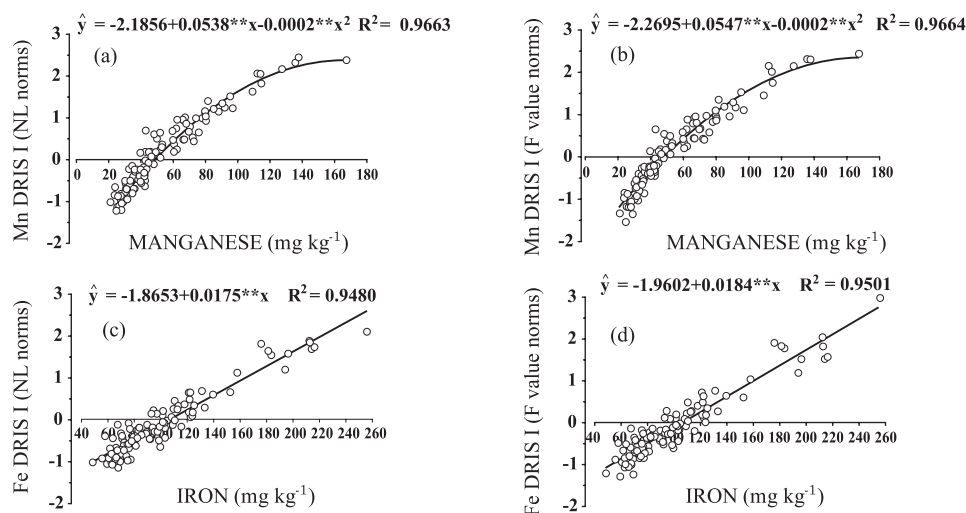 ŷ = -2.1856+0.0538**x-0.0002**x² R² = 0.9663
(a)
Mn DRIS I (NL norms)
3
2
1
0
-1
-2
0 20 40 60 80 100 120 140 160 180
MANGANESE (mg kg⁻¹)
ŷ = -2.2695+0.0547**x-0.0002**x² R² = 0.9664
(b)
Mn DRIS I (F value norms)
3
2
1
0
-1
-2
0 20 40 60 80 100 120 140 160 180
MANGANESE (mg kg⁻¹)
ŷ = -1.8653+0.0175**x R² = 0.9480
(c)
Fe DRIS I (NL norms)
3
2
1
0
-1
-2
40 60 80 100 120 140 160 180 200 220 240 260
IRON (mg kg⁻¹)
ŷ = -1.9602+0.0184**x R² = 0.9501
(d)
Fe DRIS I (F value norms)
3
2
1
0
-1
-2
40 60 80 100 120 140 160 180 200 220 240 260
IRON (mg kg⁻¹)